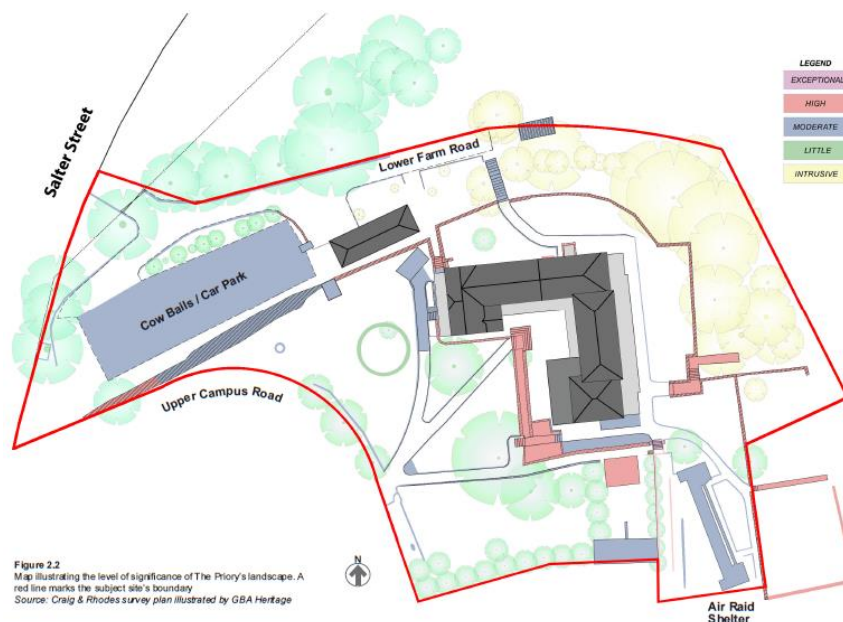 LEGEND
EXCEPTIONAL
HIGH
MODERATE
LITTLE
INTRUSIVE
Salter Street
Lower Farm Road
Cow Balls / Car Park
Upper Campus Road
N
Figure 2.2
Map illustrating the level of significance of The Priory's landscape. A
red line marks the subject site's boundary
Source: Craig & Rhodes survey plan illustrated by GBA Heritage
Air Raid
Shelter